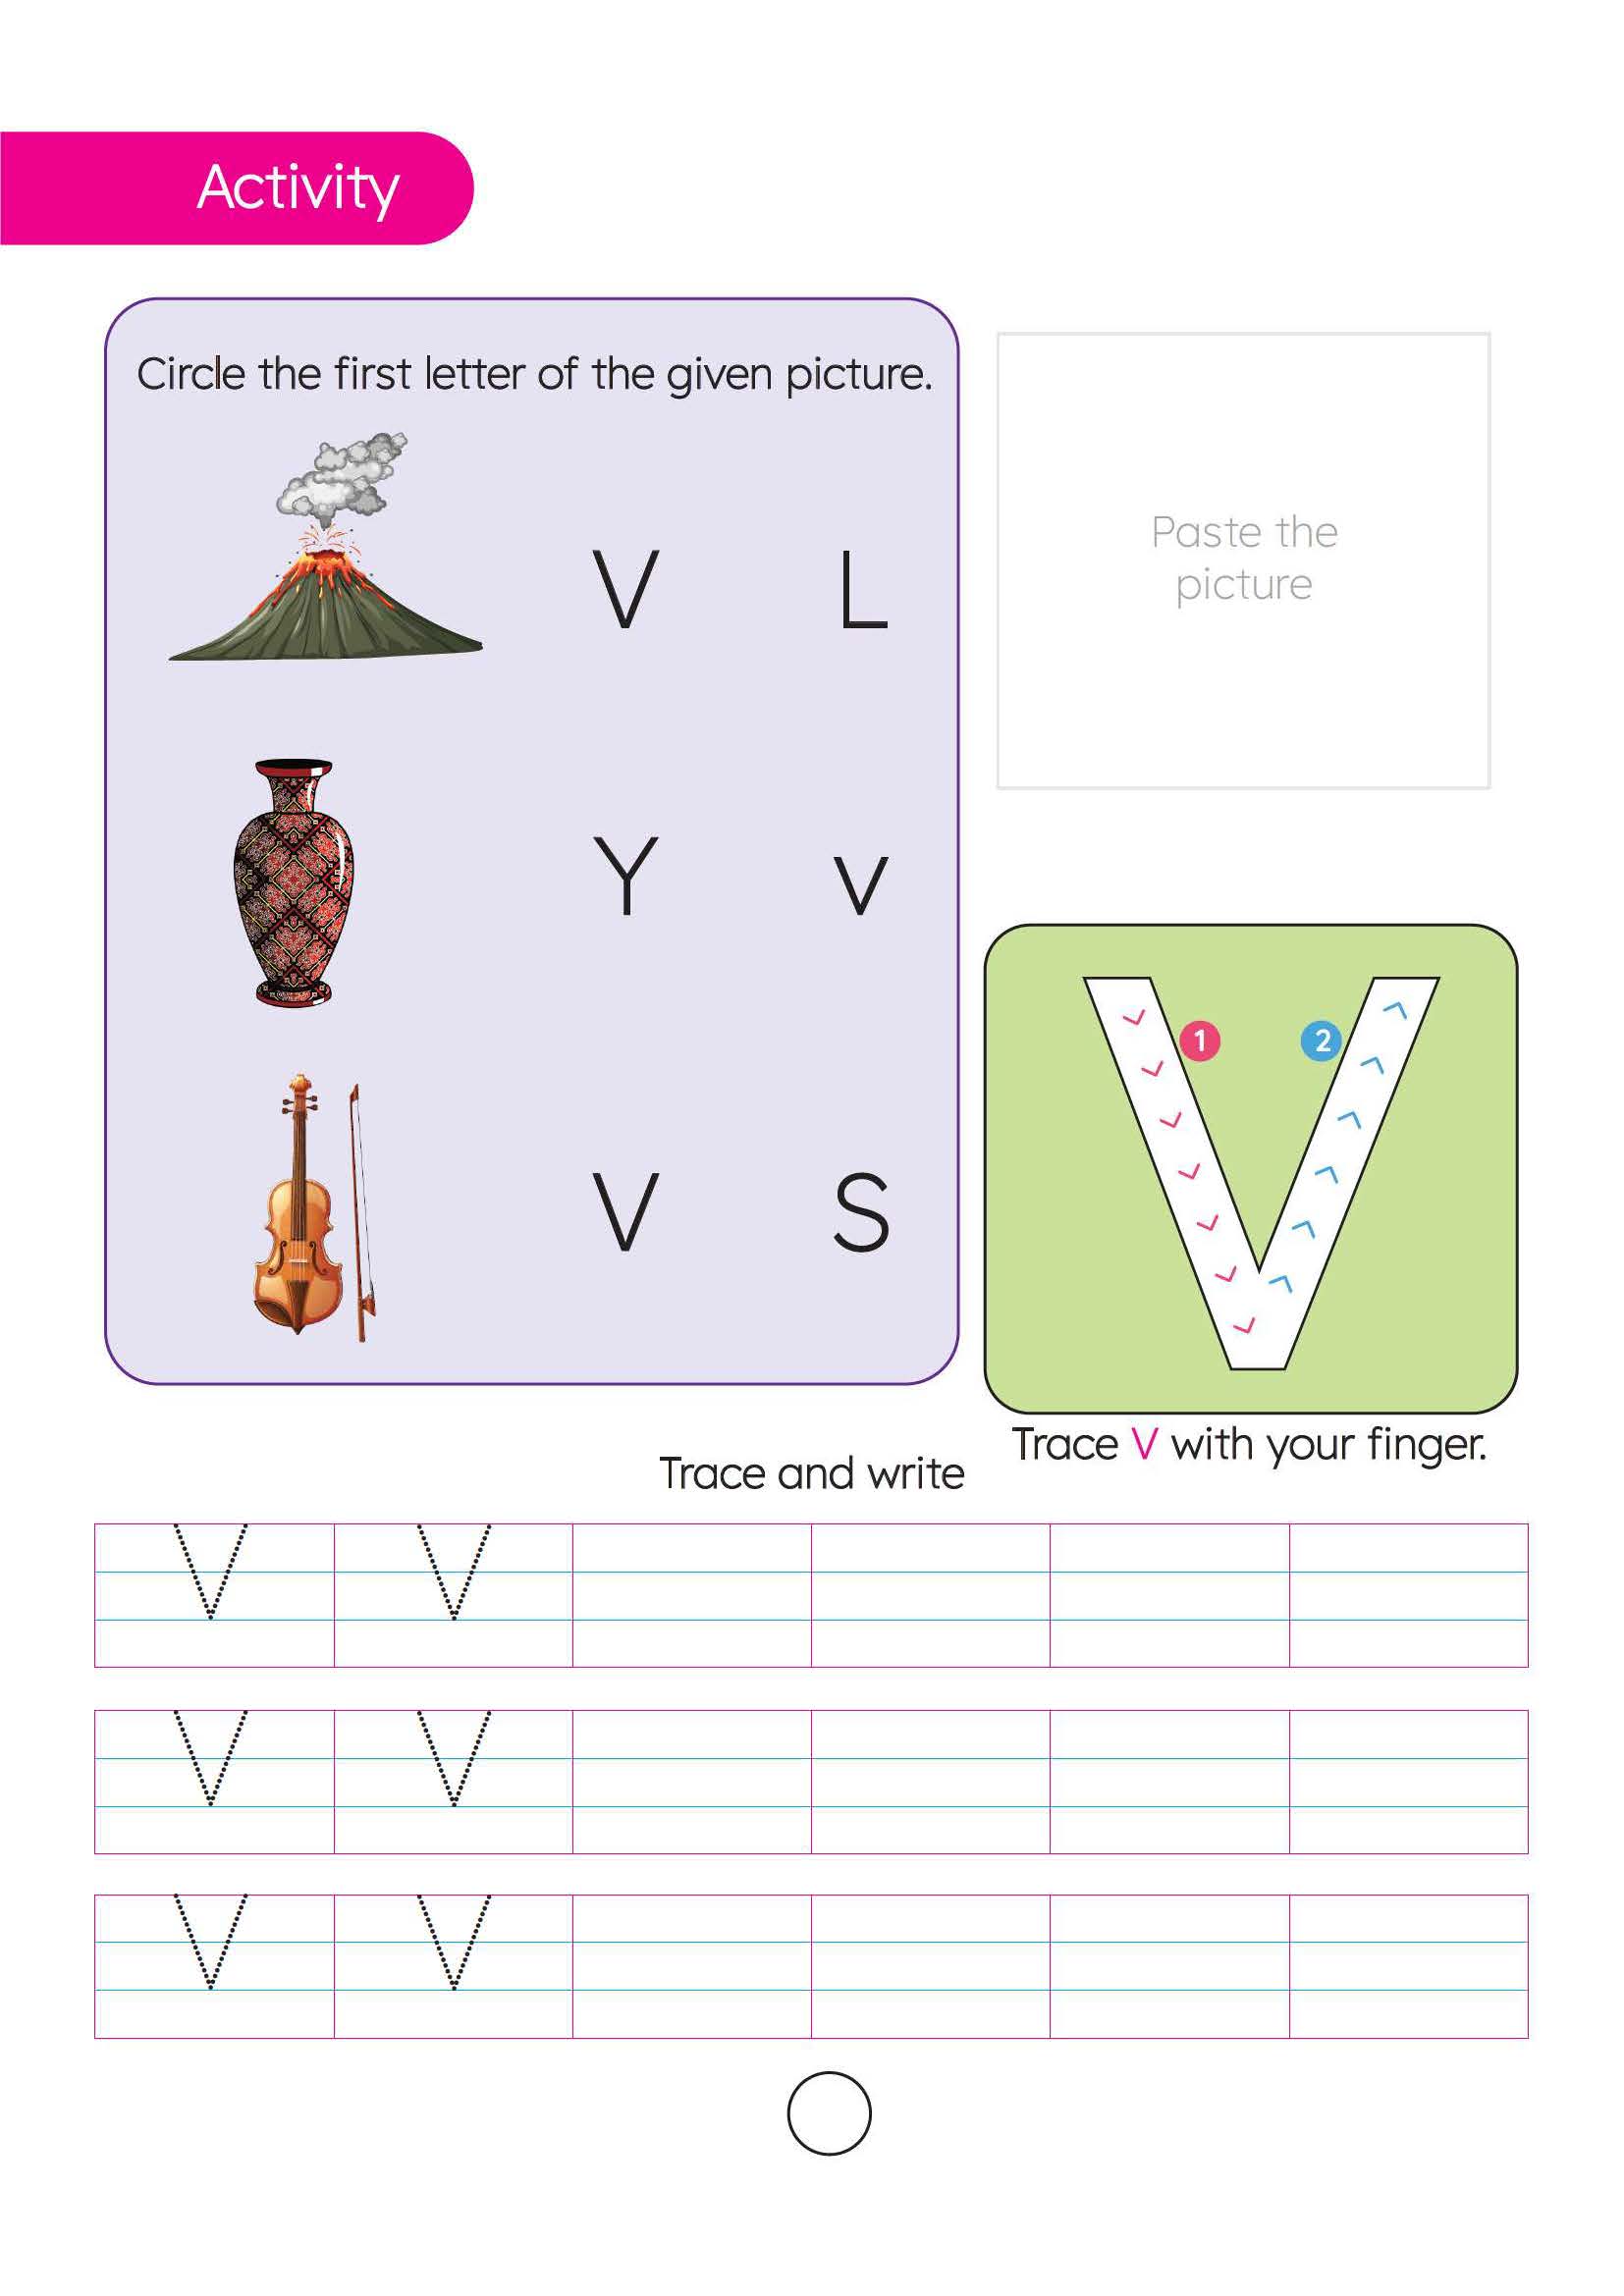 Activity
Circle the first letter of the given picture.
V L
Y v
V S
Paste the
picture
1 2
V
Trace V with your finger.
Trace and write
V V
V V
V V